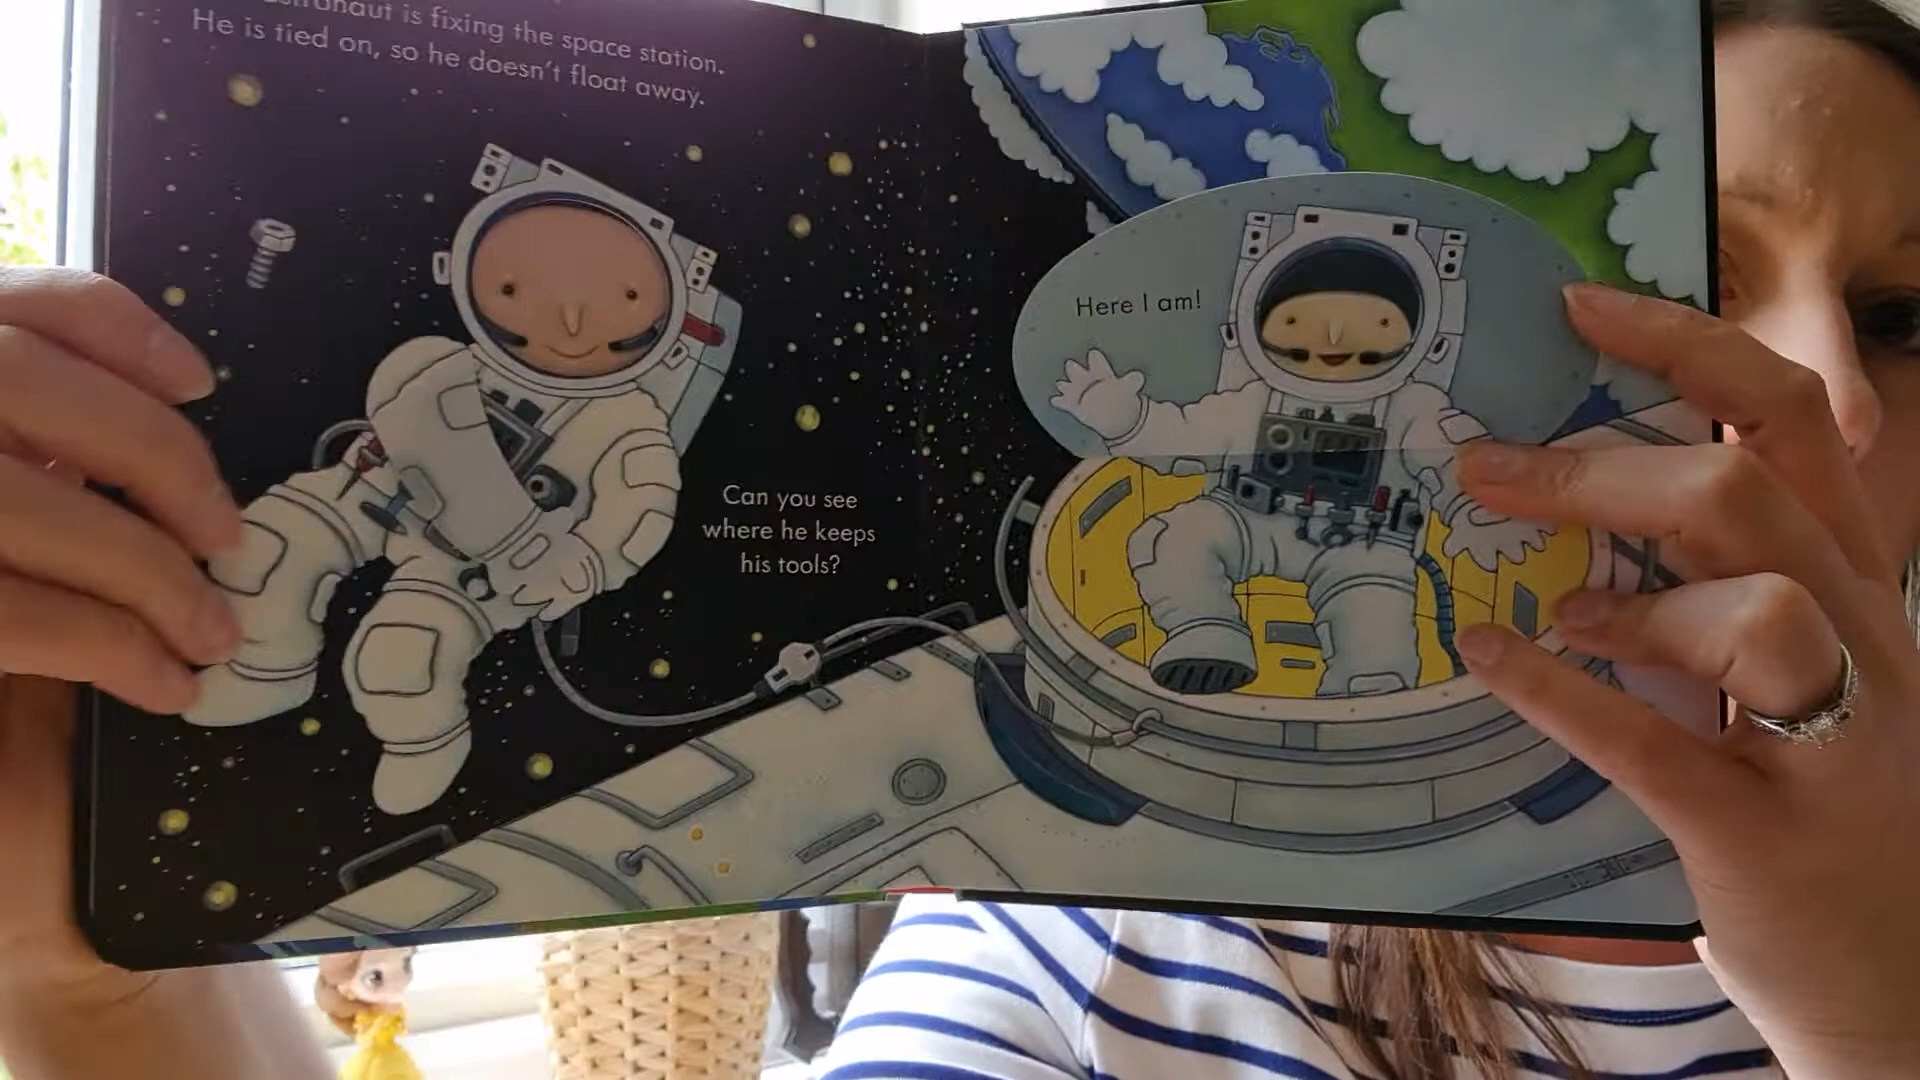 is fixing the space station.
He is tied on, so he doesn't float away.
Can you see
where he keeps
his tools?
Here I am!